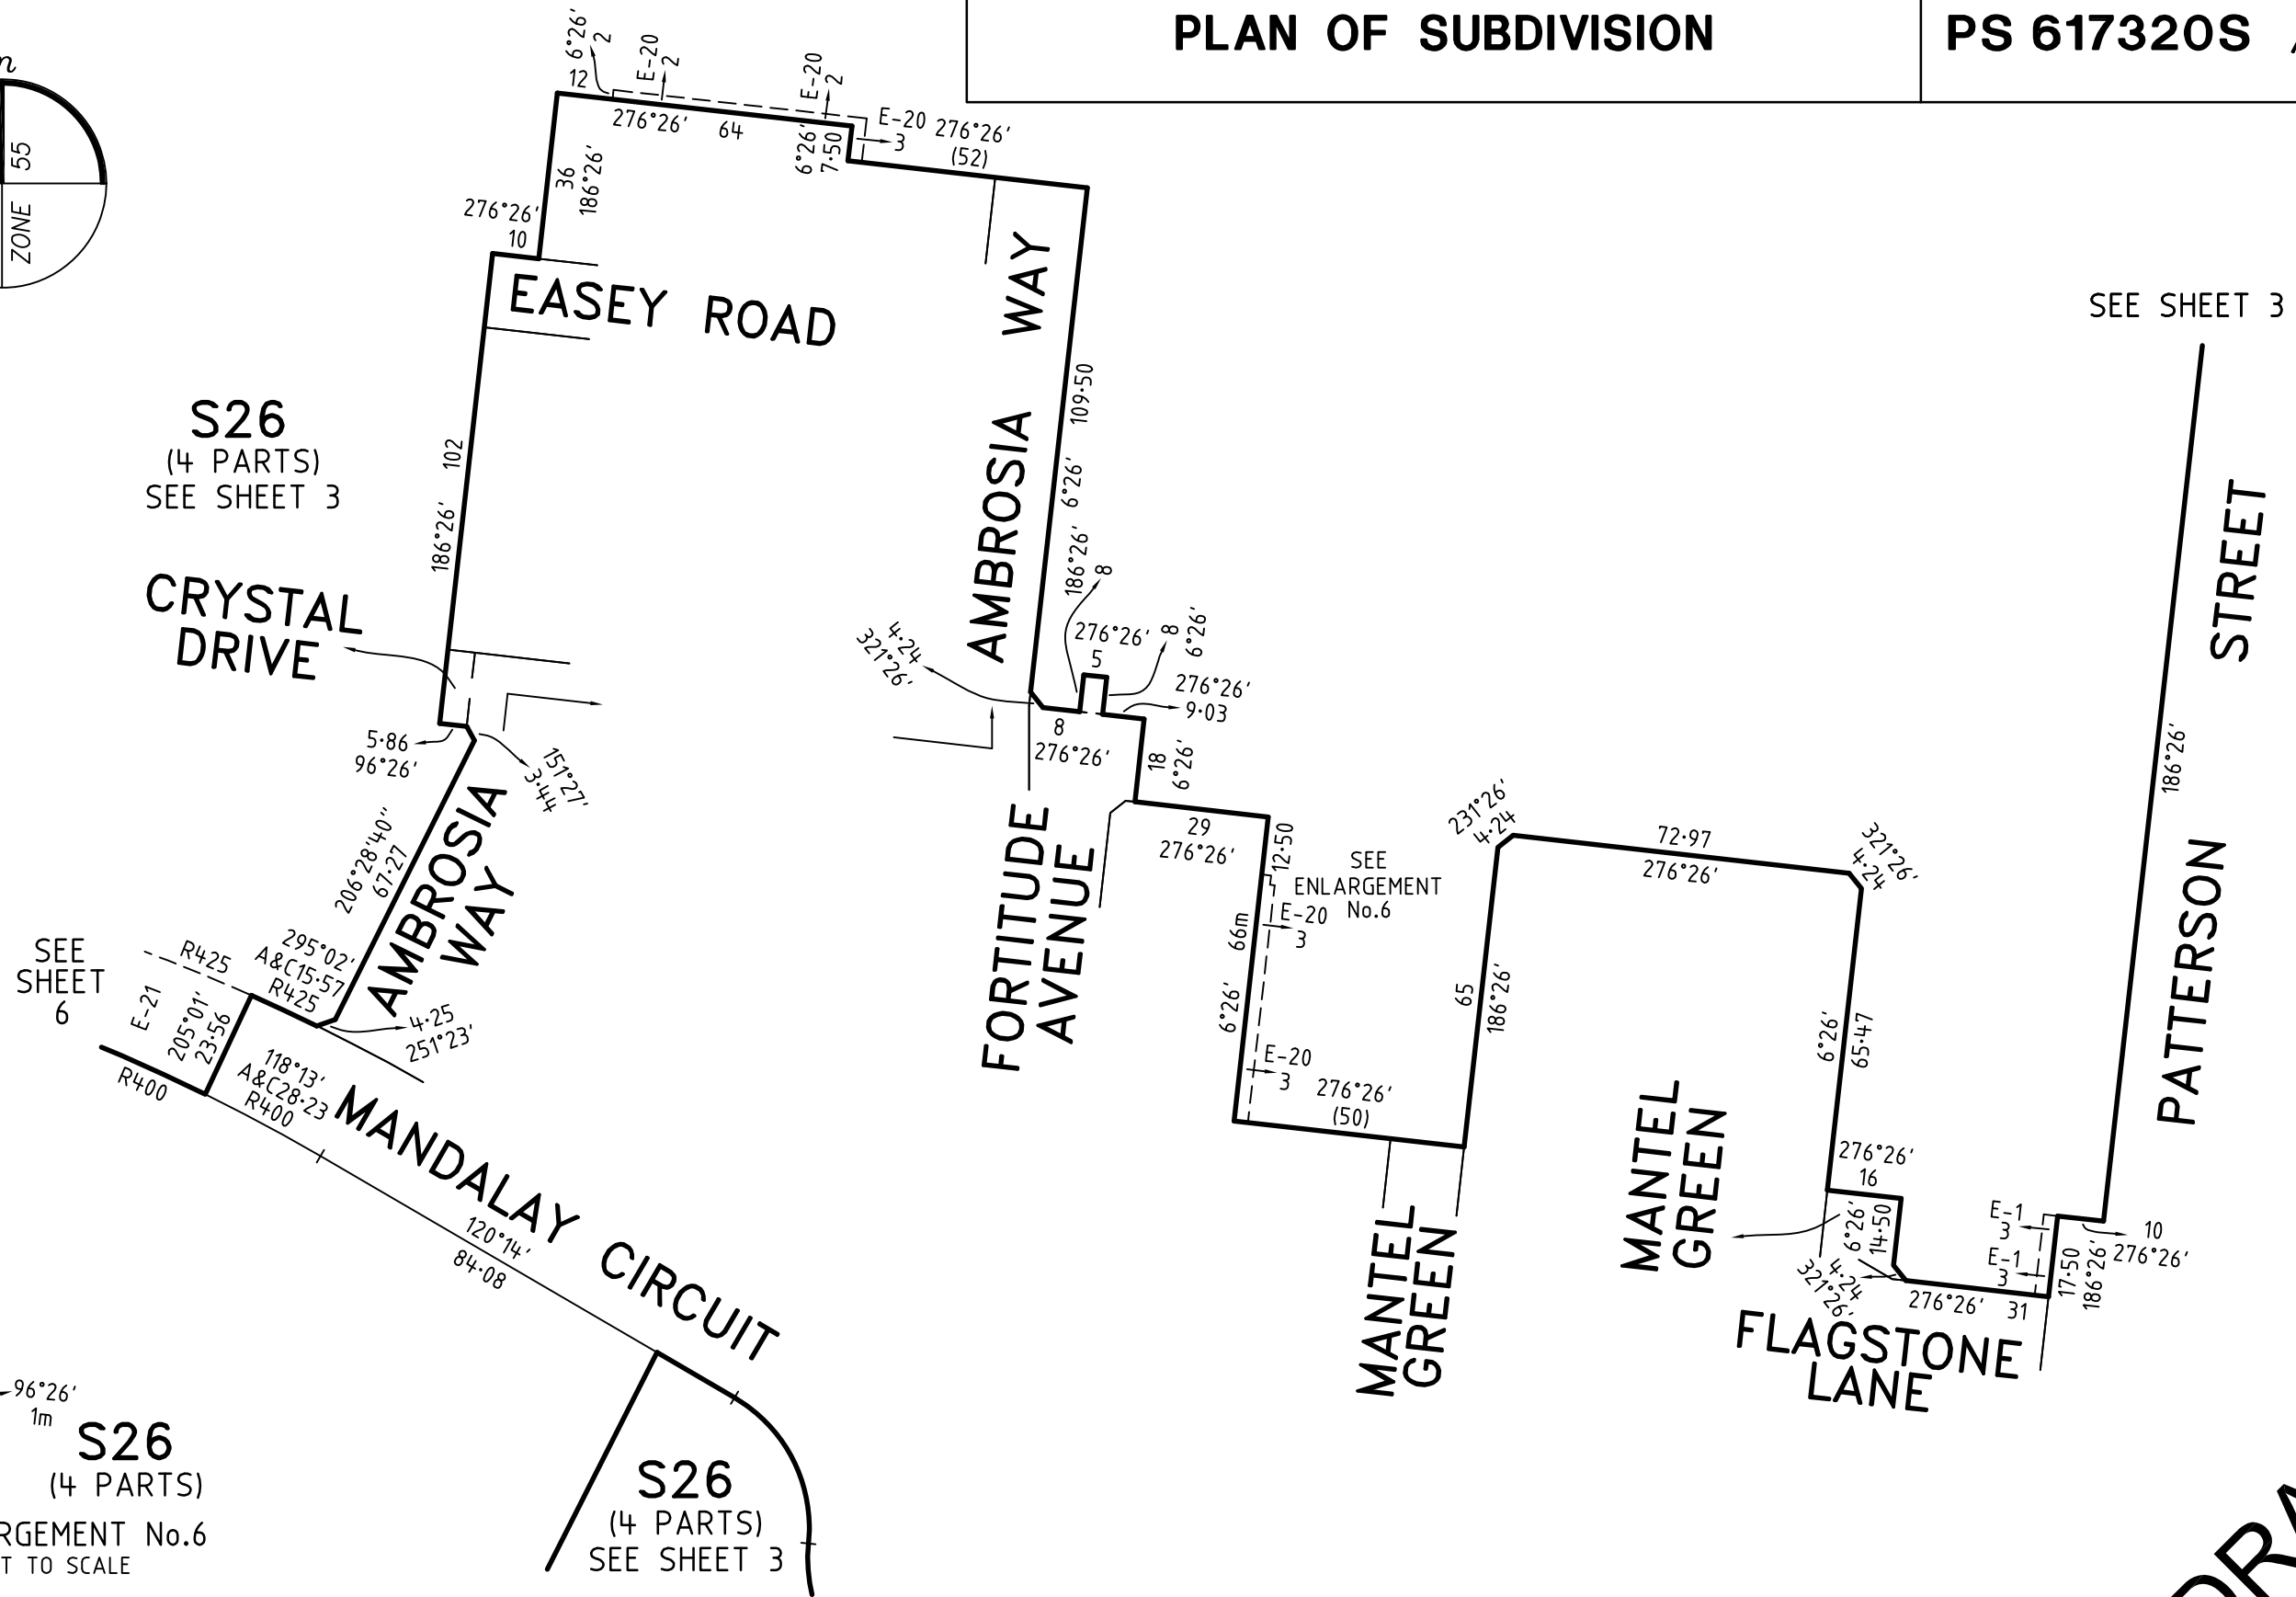 PLAN OF SUBDIVISION
PS 617320S
55
ZONE
6°26'
2
12
E-20
2
E-20
2
276°26'
64
6°26'
7·50
E-20
3
276°26'
(52)
36
186°26'
276°26'
10
EASEY ROAD
AMBROSIA WAY
109·50
6°26'
SEE SHEET 3
S26
(4 PARTS)
SEE SHEET 3
102
186°26'
CRYSTAL
DRIVE
186°26'
8
276°26'
5
8
6°26'
276°26'
9·03
4·24
321°26'
8
276°26'
18
6°26'
5·86
96°26'
151°27'
3·44
206°28'40"
67·27
AMBROSIA
WAY
FORTITUDE
AVENUE
29
276°26'
12·50
SEE
ENLARGEMENT
No.6
E-20
3
66m
6°26'
E-20
3
276°26'
(50)
231°26'
4·24
72·97
276°26'
321°26'
4·24
65
186°26'
6°26'
65·47
186°26'
PATTERSON STREET
SEE
SHEET
6
R425
295°02'
A&C15·57
R425
E-21
205°01'
23·56
4·25
251°23'
R400
118°13'
A&C28·23
R400
MANDALAY CIRCUIT
120°14'
84·08
MANTEL
GREEN
MANTEL
GREEN
276°26'
16
6°26'
14·50
4·24
321°26'
276°26'
31
E-1
3
E-1
3
17·50
186°26'
10
276°26'
FLAGSTONE
LANE
96°26'
1m
S26
(4 PARTS)
RGEMENT No.6
T TO SCALE
S26
(4 PARTS)
SEE SHEET 3